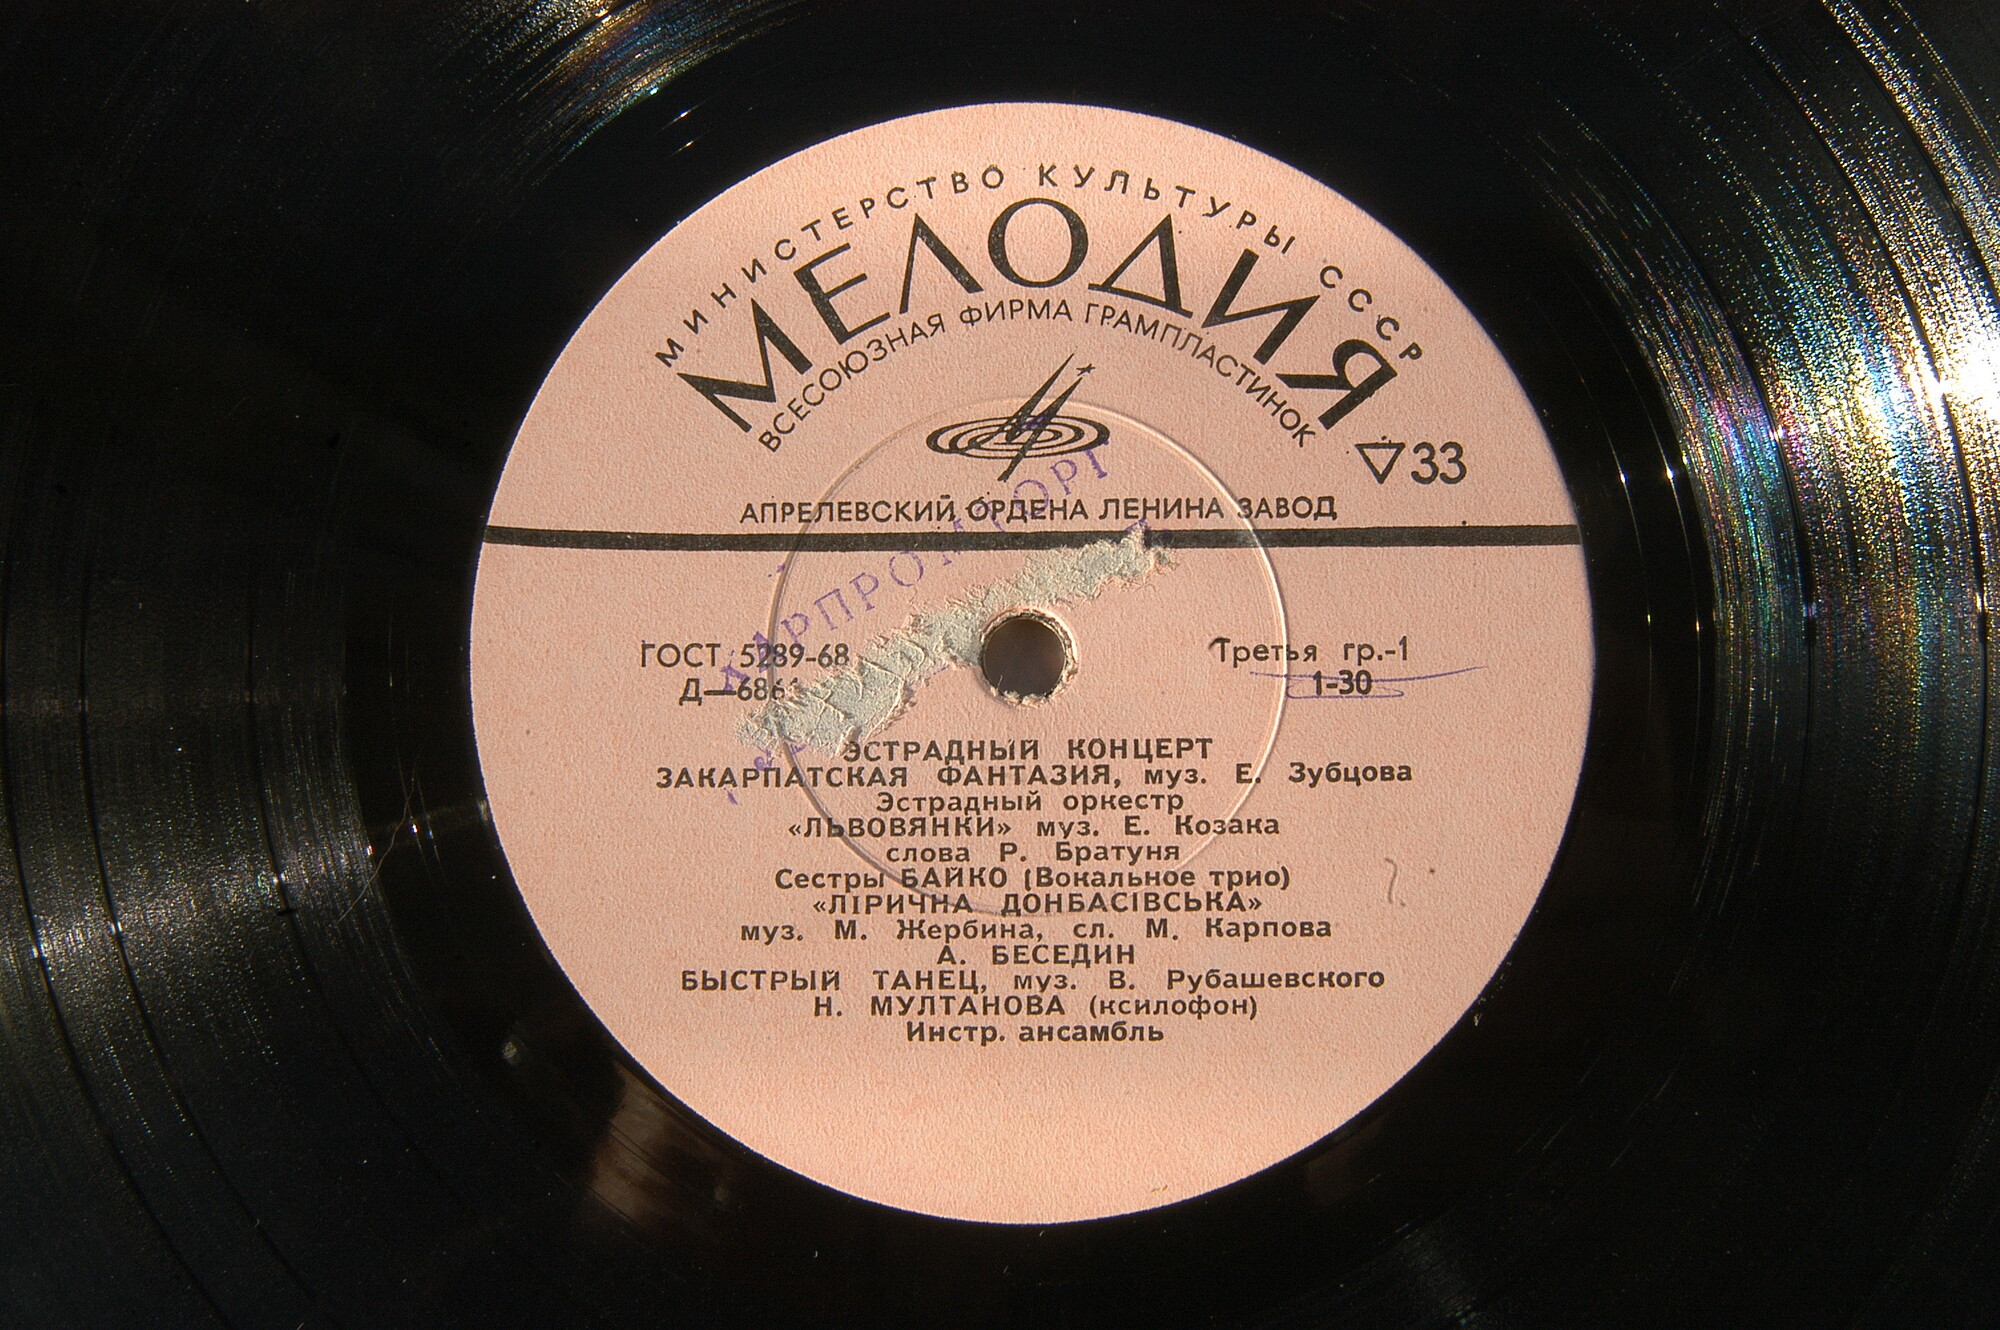 МИНИСТЕРСТВО КУЛЬТУРЫ СССР
МЕЛОДИЯ
ВСЕСОЮЗНАЯ ФИРМА ГРАМПЛАСТИНОК
33
АПРЕЛЕВСКИЙ ОРДЕНА ЛЕНИНА ЗАВОД
ГОСТ 5289-68
Третья гр.-1
1-30
ЭСТРАДНЫЙ КОНЦЕРТ
ЗАКАРПАТСКАЯ ФАНТАЗИЯ, муз. Е. Зубцова
Эстрадный оркестр
«ЛЬВОВЯНКИ» муз. Е. Козака
слова Р. Братуня
Сестры БАЙКО (Вокальное трио)
«ЛІРИЧНА ДОНБАСІВСЬКА»
муз. М. Жербина, сл. М. Карпова
А. БЕСЕДИН
БЫСТРЫЙ ТАНЕЦ, муз. В. Рубашевского
Н. МУЛТАНОВА (ксилофон)
Инстр. ансамбль